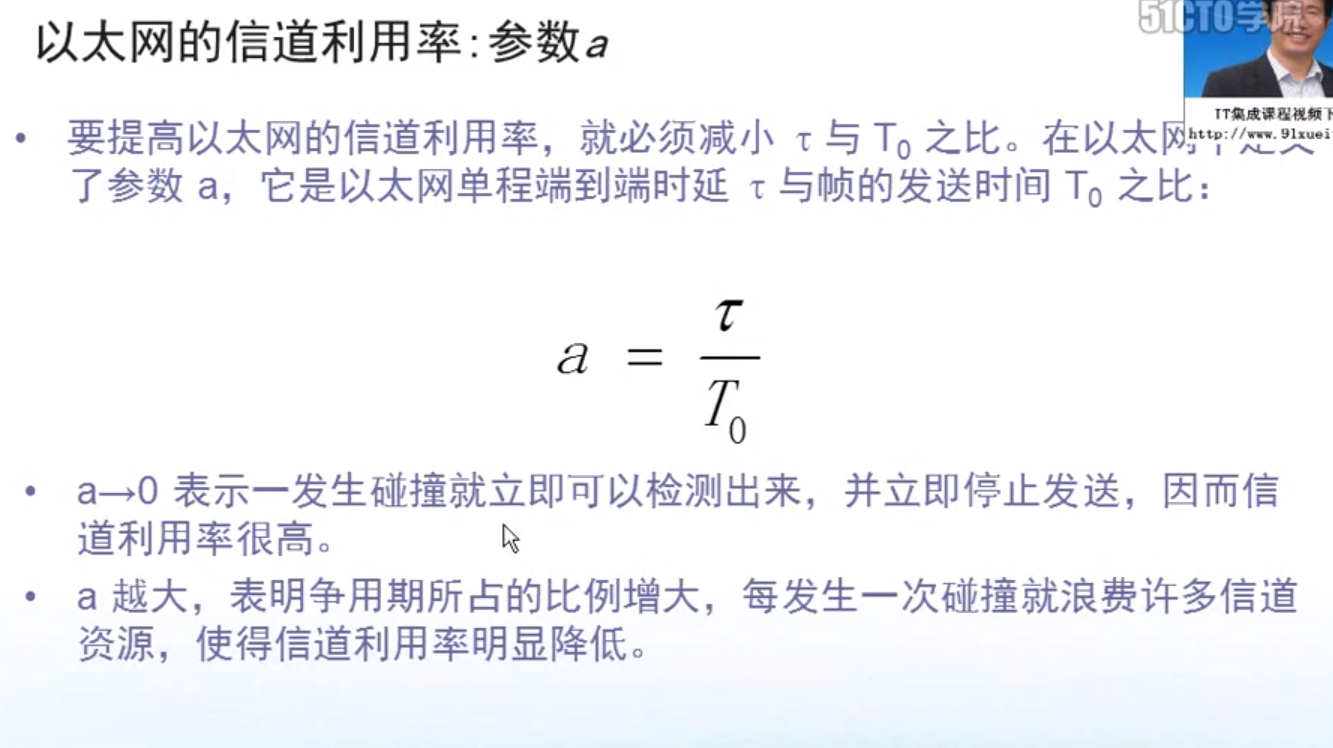 以太网的信道利用率:参数a
51CTO学院
IT集成课程视频下
http://www.91xuei
• 要提高以太网的信道利用率，就必须减小 τ 与 T₀ 之比。在以太网
了参数 a，它是以太网单程端到端时延 τ 与帧的发送时间 T₀ 之比：
a = τ / T₀
• a→0 表示一发生碰撞就立即可以检测出来，并立即停止发送，因而信
道利用率很高。
• a 越大，表明争用期所占的比例增大，每发生一次碰撞就浪费许多信道
资源，使得信道利用率明显降低。